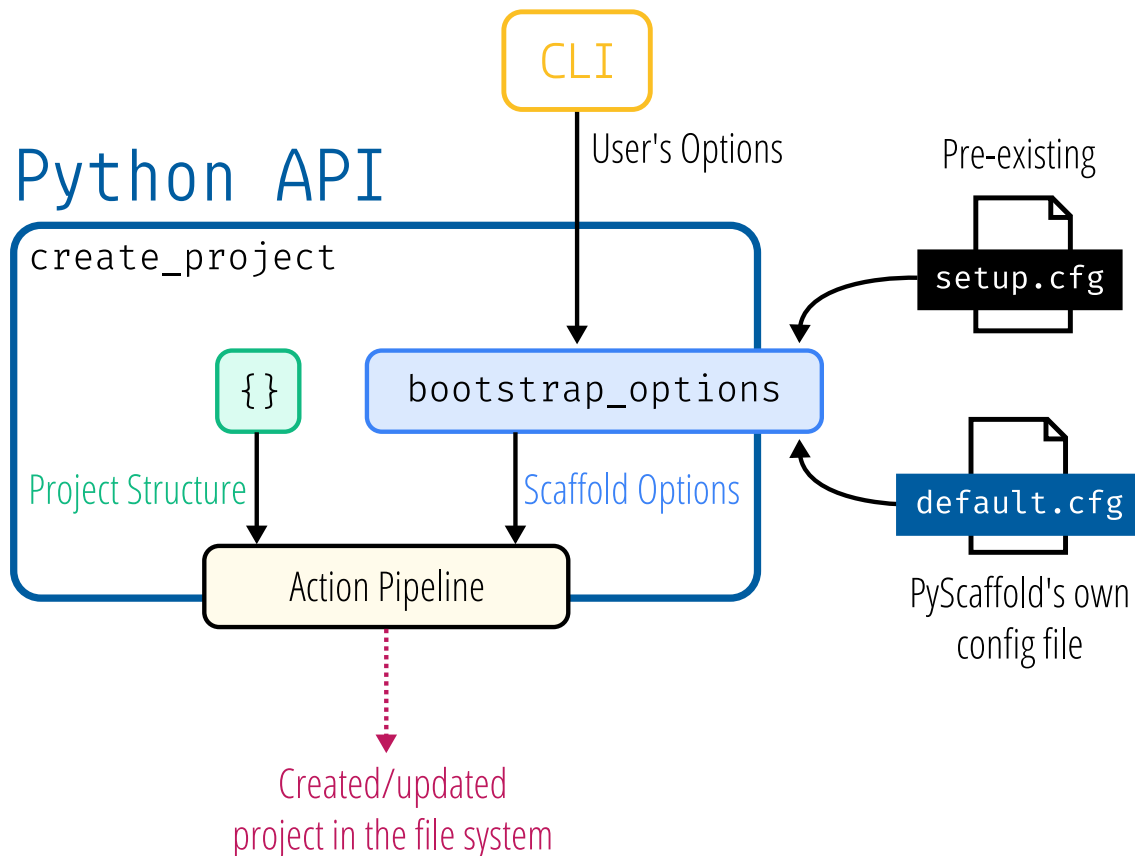 CLI
User's Options
Pre-existing
Python API
create_project
setup.cfg
{}
bootstrap_options
Project Structure
Scaffold Options
default.cfg
Action Pipeline
PyScaffold's own
config file
Created/updated
project in the file system